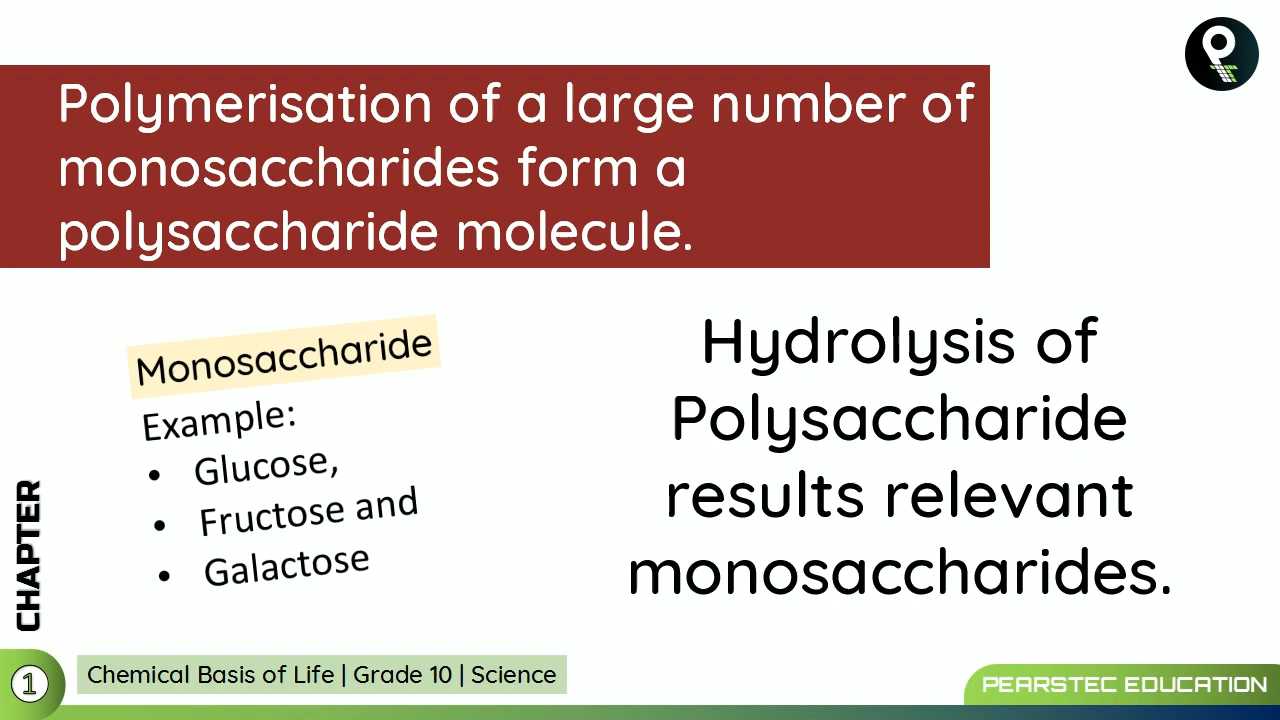 Polymerisation of a large number of
monosaccharides form a
polysaccharide molecule.
Monosaccharide
Example:
• Glucose,
• Fructose and
• Galactose
Hydrolysis of
Polysaccharide
results relevant
monosaccharides.
CHAPTER
1
Chemical Basis of Life | Grade 10 | Science
PEARSTEC EDUCATION